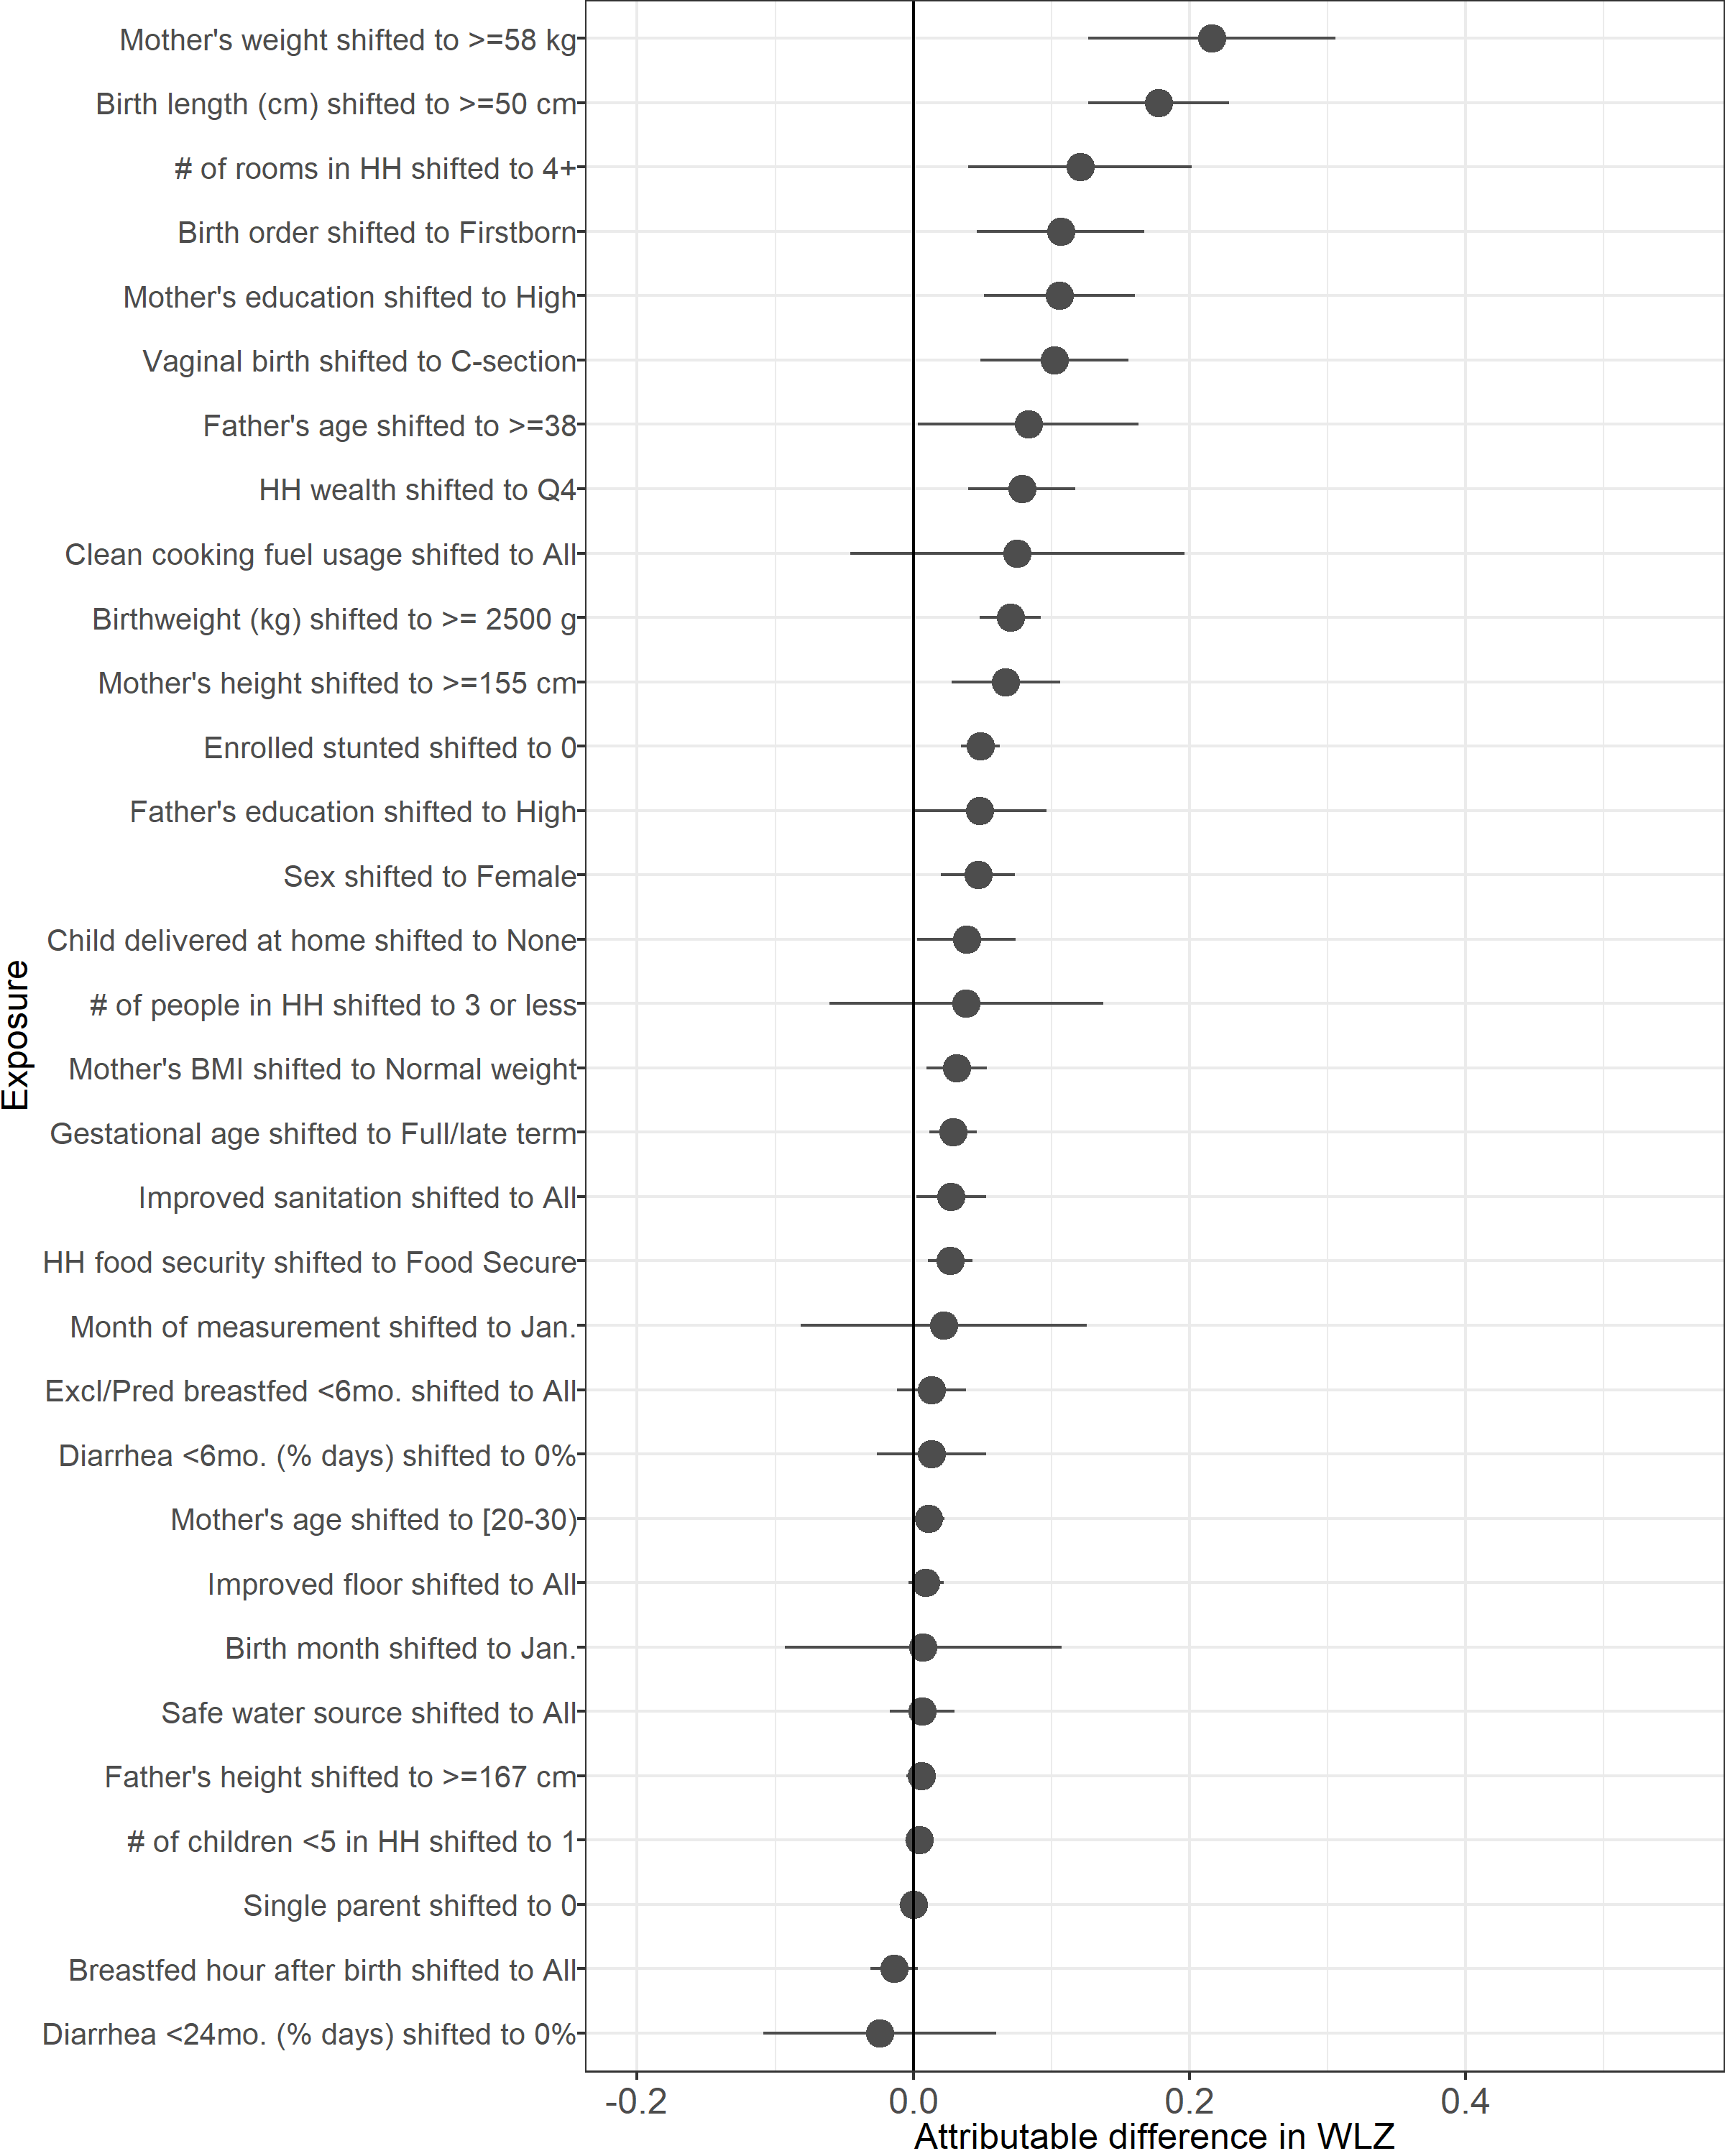 Mother's weight shifted to >=58 kg
Birth length (cm) shifted to >=50 cm
# of rooms in HH shifted to 4+
Birth order shifted to Firstborn
Mother's education shifted to High
Vaginal birth shifted to C-section
Father's age shifted to >=38
HH wealth shifted to Q4
Clean cooking fuel usage shifted to All
Birthweight (kg) shifted to >= 2500 g
Mother's height shifted to >=155 cm
Enrolled stunted shifted to 0
Father's education shifted to High
Sex shifted to Female
Child delivered at home shifted to None
# of people in HH shifted to 3 or less
Mother's BMI shifted to Normal weight
Gestational age shifted to Full/late term
Improved sanitation shifted to All
HH food security shifted to Food Secure
Month of measurement shifted to Jan.
Excl/Pred breastfed <6mo. shifted to All
Diarrhea <6mo. (% days) shifted to 0%
Mother's age shifted to [20-30)
Improved floor shifted to All
Birth month shifted to Jan.
Safe water source shifted to All
Father's height shifted to >=167 cm
# of children <5 in HH shifted to 1
Single parent shifted to 0
Breastfed hour after birth shifted to All
Diarrhea <24mo. (% days) shifted to 0%
Exposure
-0.2 0.0 0.2 0.4
Attributable difference in WLZ